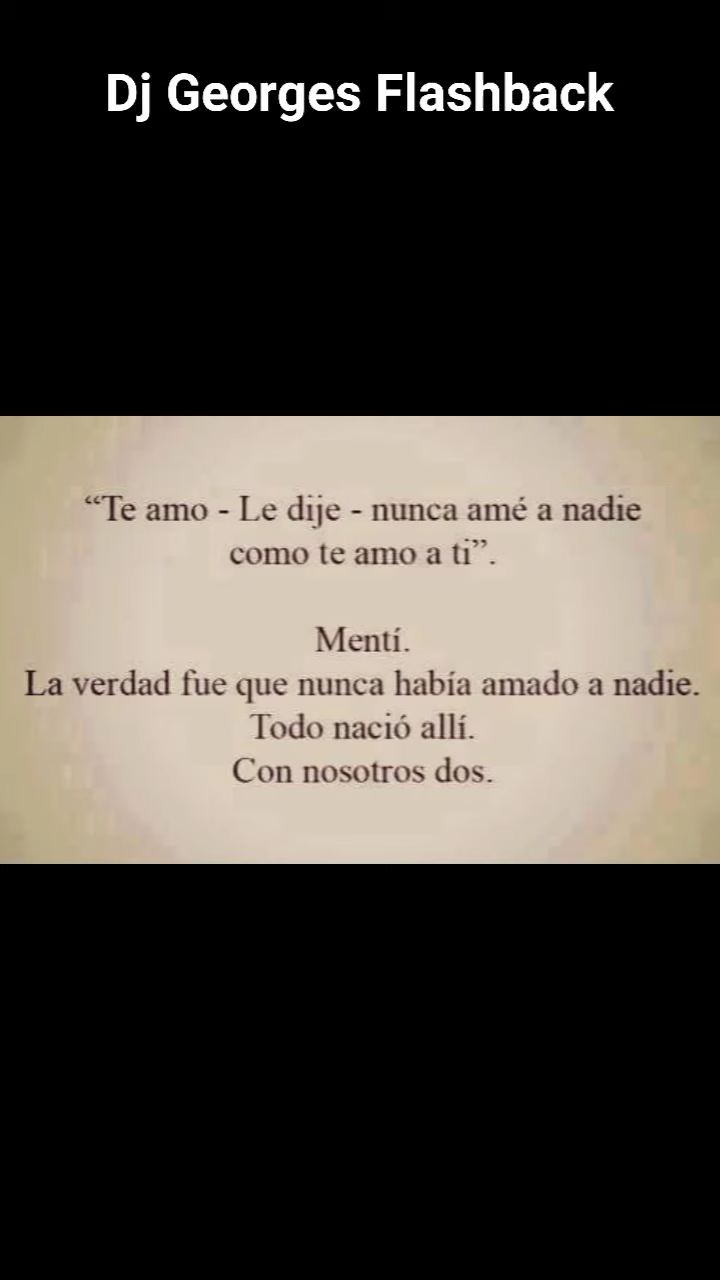 Dj Georges Flashback
“Te amo - Le dije - nunca amé a nadie
como te amo a ti”.
Mentí.
La verdad fue que nunca había amado a nadie.
Todo nació allí.
Con nosotros dos.